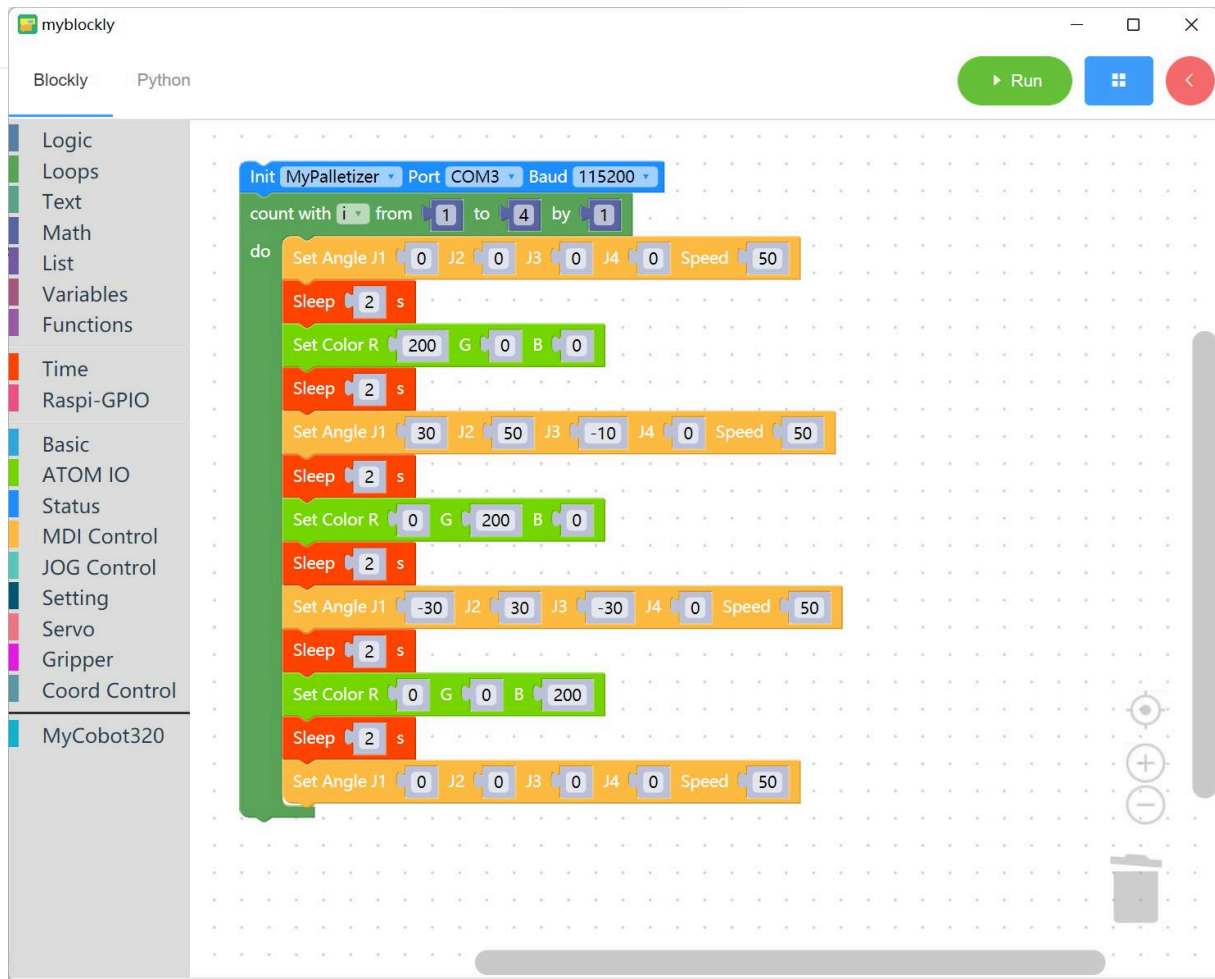 myblockly
Blockly Python Run
Logic
Loops
Text
Math
List
Variables
Functions
Time
Raspi-GPIO
Basic
ATOM IO
Status
MDI Control
JOG Control
Setting
Servo
Gripper
Coord Control
MyCobot320
Init MyPalletizer Port COM3 Baud 115200
count with i from 1 to 4 by 1
do Set Angle J1 0 J2 0 J3 0 J4 0 Speed 50
Sleep 2 s
Set Color R 200 G 0 B 0
Sleep 2 s
Set Angle J1 30 J2 50 J3 -10 J4 0 Speed 50
Sleep 2 s
Set Color R 0 G 200 B 0
Sleep 2 s
Set Angle J1 -30 J2 30 J3 -30 J4 0 Speed 50
Sleep 2 s
Set Color R 0 G 0 B 200
Sleep 2 s
Set Angle J1 0 J2 0 J3 0 J4 0 Speed 50